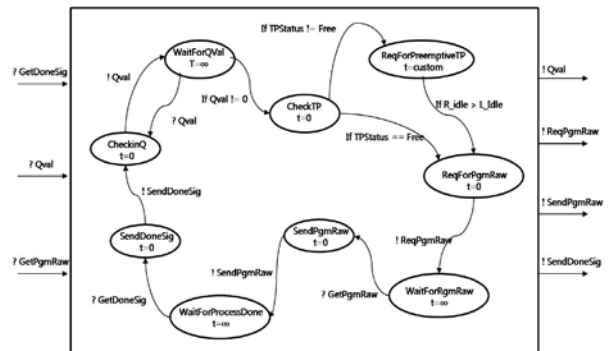 ? GetDoneSig
? Qval
? GetPgmRaw
WaitForQVal
T=∞
! Qval
? Qval
If Qval != 0
CheckinQ
t=0
If TPStatus != Free
CheckTP
t=0
ReqForPreemptiveTP
t=custom
If R_idle > L_Idle
If TPStatus == Free
ReqForPgmRaw
t=0
! SendDoneSig
SendDoneSig
t=0
SendPgmRaw
t=0
! ReqPgmRaw
! SendPgmRaw
? GetPgmRaw
WaitForRgmRaw
t=∞
? GetDoneSig
WaitForProcessDone
t=∞
! Qval
! ReqPgmRaw
! SendPgmRaw
! SendDoneSig